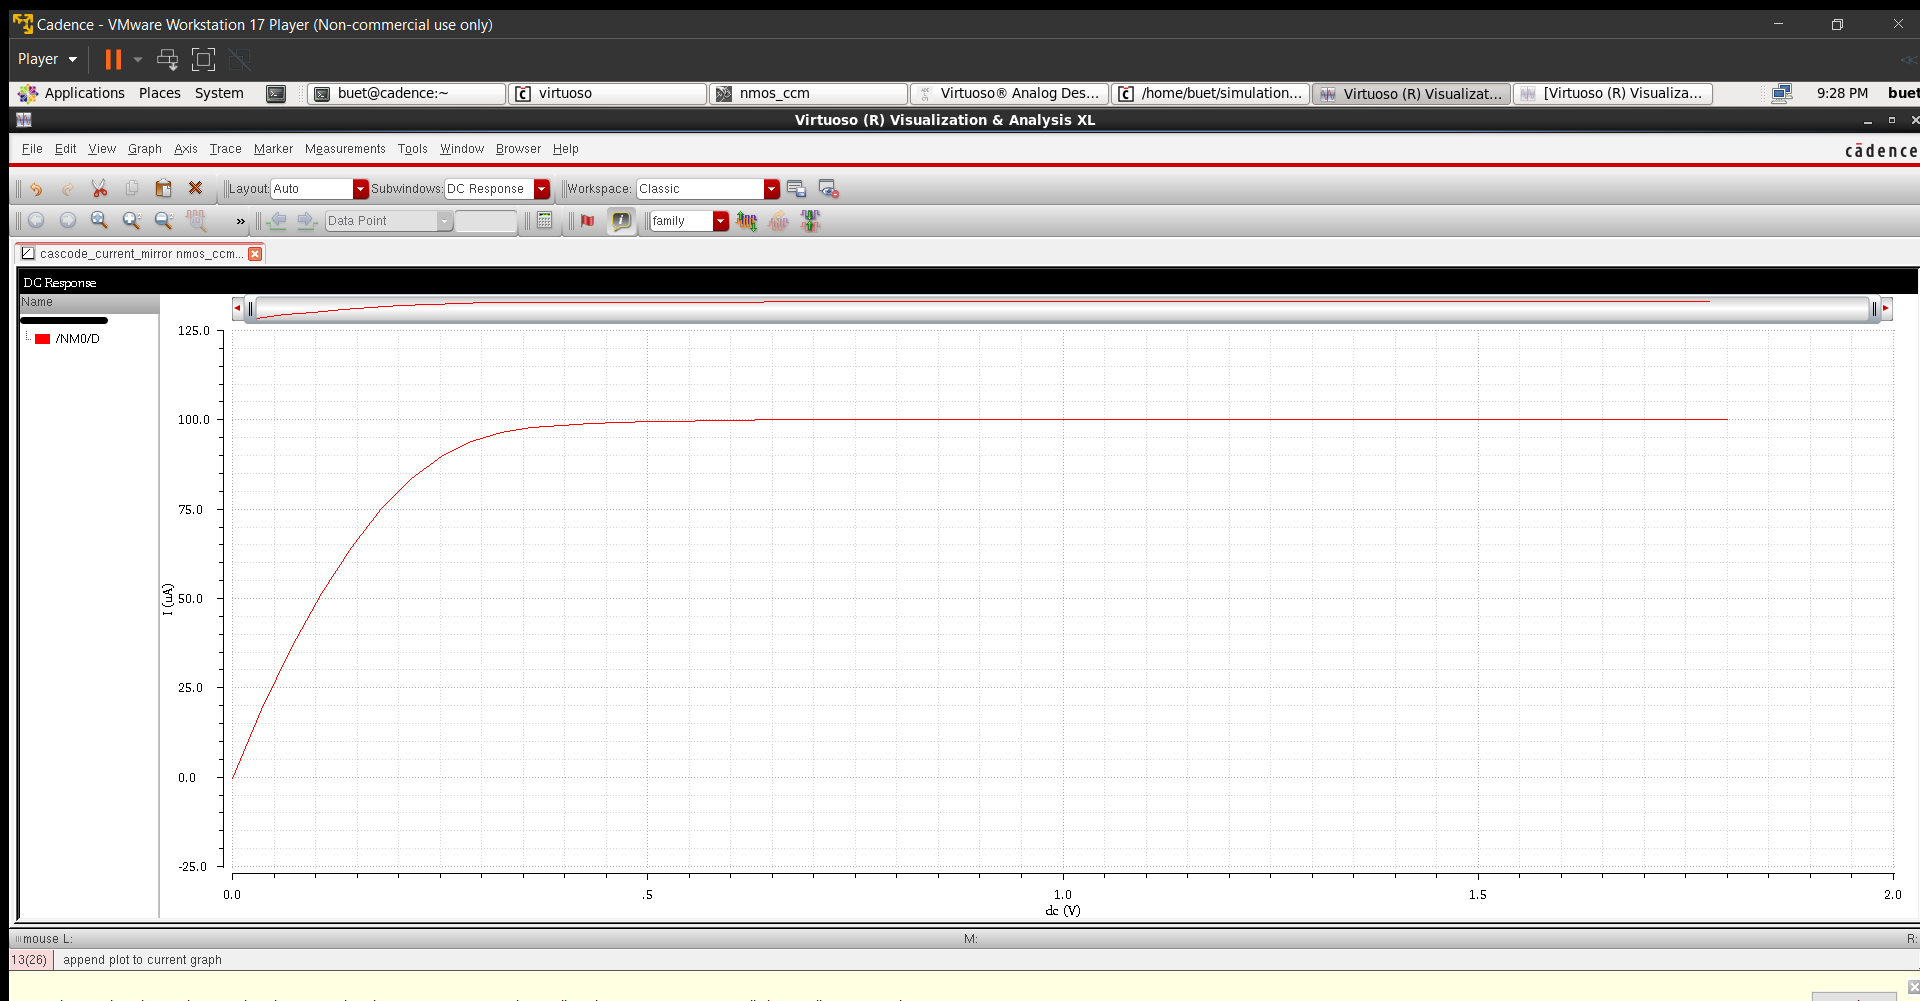 Cadence - VMware Workstation 17 Player (Non-commercial use only)
Player
Applications Places System buet@cadence:~ virtuoso nmos_ccm Virtuoso® Analog Des... /home/buet/simulation... Virtuoso (R) Visualizat... [Virtuoso (R) Visualiza... 9:28 PM buet
Virtuoso (R) Visualization & Analysis XL
File Edit View Graph Axis Trace Marker Measurements Tools Window Browser Help cādence
Layout: Auto Subwindows: DC Response Workspace: Classic
» Data Point family
cascode_current_mirror nmos_ccm...
DC Response
Name
/NM0/D
125.0
100.0
75.0
I (uA)
50.0
25.0
0.0
-25.0
0.0 .5 1.0 1.5 2.0
dc (V)
mouse L: M: R:
13(26) append plot to current graph